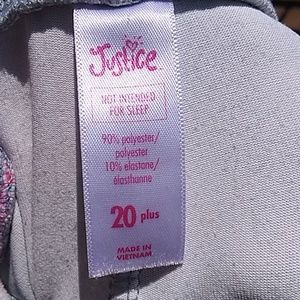 Justice
NOT INTENDED
FOR SLEEP
90% polyester/
polyester
10% elastane/
élasthanne
20 plus
MADE IN
VIETNAM